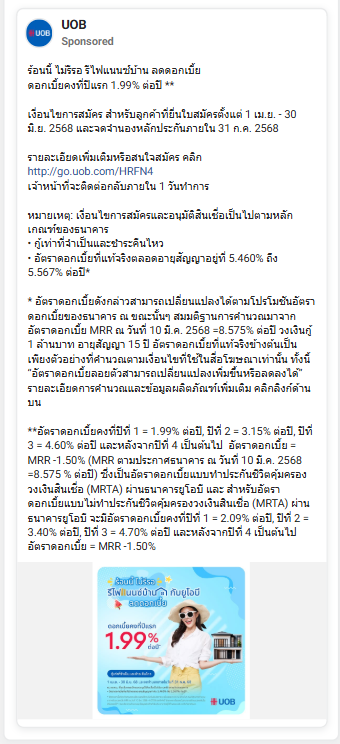 UOB
Sponsored
ร้อนนี้ ไม่รีรอ รีไฟแนนซ์บ้าน ลดดอกเบี้ย
ดอกเบี้ยคงที่ปีแรก 1.99% ต่อปี **
เงื่อนไขการสมัคร สำหรับลูกค้าที่ยื่นใบสมัครตั้งแต่ 1 เม.ย. - 30
มิ.ย. 2568 และจดจำนองหลักประกันภายใน 31 ก.ค. 2568
รายละเอียดเพิ่มเติมหรือสนใจสมัคร คลิก
http://go.uob.com/HRFN4
เจ้าหน้าที่จะติดต่อกลับภายใน 1 วันทำการ
หมายเหตุ: เงื่อนไขการสมัครและอนุมัติสินเชื่อเป็นไปตามหลัก
เกณฑ์ของธนาคาร
• กู้เท่าที่จำเป็นและชำระคืนไหว
• อัตราดอกเบี้ยที่แท้จริงตลอดอายุสัญญาอยู่ที่ 5.460% ถึง
5.567% ต่อปี*
* อัตราดอกเบี้ยดังกล่าวสามารถเปลี่ยนแปลงได้ตามโปรโมชันอัตรา
ดอกเบี้ยของธนาคาร ณ ขณะนั้นๆ สมมติฐานการคำนวณมาจาก
อัตราดอกเบี้ย MRR ณ วันที่ 10 มี.ค. 2568 =8.575% ต่อปี วงเงินกู้
1 ล้านบาท อายุสัญญา 15 ปี อัตราดอกเบี้ยที่แท้จริงข้างต้นเป็น
เพียงตัวอย่างที่คำนวณตามเงื่อนไขที่ใช้ในสื่อโฆษณาเท่านั้น ทั้งนี้
"อัตราดอกเบี้ยลอยตัวสามารถเปลี่ยนแปลงเพิ่มขึ้นหรือลดลงได้"
รายละเอียดการคำนวณและข้อมูลผลิตภัณฑ์เพิ่มเติม คลิกลิงก์ด้าน
บน
**อัตราดอกเบี้ยคงที่ปีที่ 1 = 1.99% ต่อปี, ปีที่ 2 = 3.15% ต่อปี, ปีที่
3 = 4.60% ต่อปี และหลังจากปีที่ 4 เป็นต้นไป อัตราดอกเบี้ย =
MRR -1.50% (MRR ตามประกาศธนาคาร ณ วันที่ 10 มี.ค. 2568
=8.575 % ต่อปี) ซึ่งเป็นอัตราดอกเบี้ยแบบทำประกันชีวิตคุ้มครอง
วงเงินสินเชื่อ (MRTA) ผ่านธนาคารยูโอบี และ สำหรับอัตรา
ดอกเบี้ยแบบไม่ทำประกันชีวิตคุ้มครองวงเงินสินเชื่อ (MRTA) ผ่าน
ธนาคารยูโอบี จะมีอัตราดอกเบี้ยคงที่ปีที่ 1 = 2.09% ต่อปี, ปีที่ 2 =
3.40% ต่อปี, ปีที่ 3 = 4.70% ต่อปี และหลังจากปีที่ 4 เป็นต้นไป
อัตราดอกเบี้ย = MRR -1.50%
ร้อนนี้ ไม่รีรอ
รีไฟแนนซ์บ้าน กับยูโอบี
ลดดอกเบี้ย
ดอกเบี้ยคงที่ปีแรก
1.99%
ต่อปี
UOB